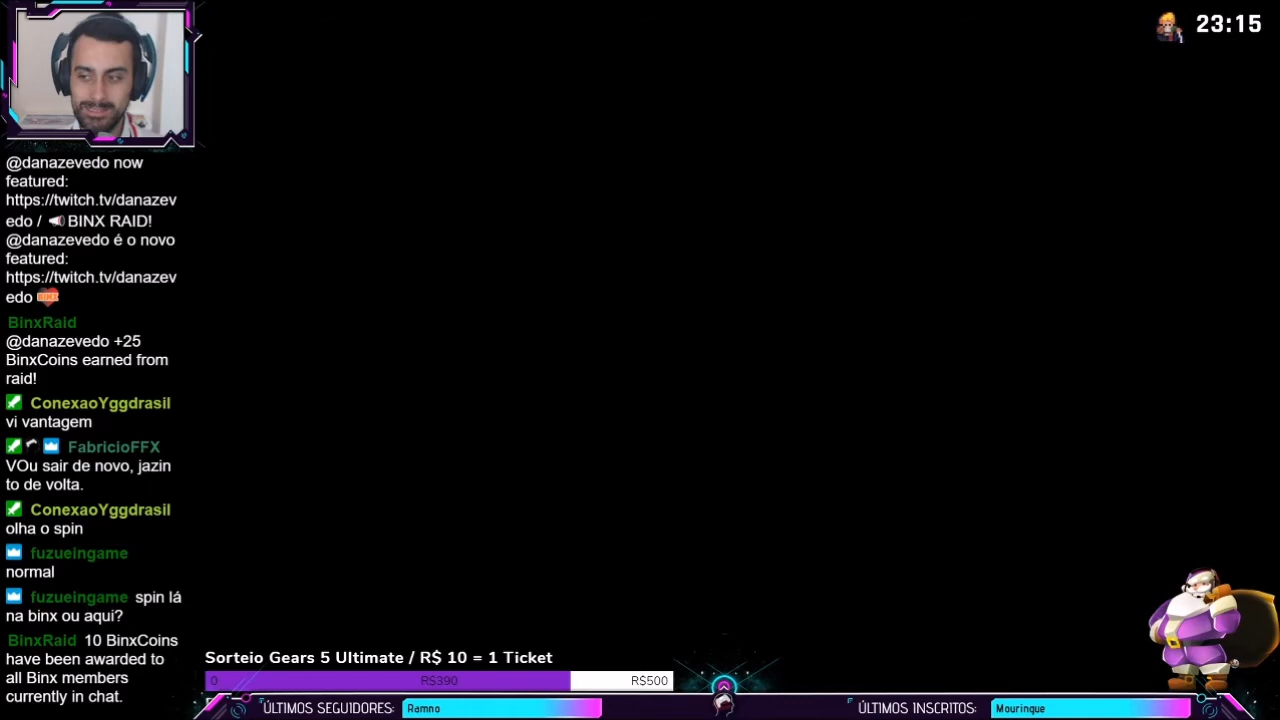 23:15
@danazevedo now
featured:
https://twitch.tv/danazev
edo / BINX RAID!
@danazevedo é o novo
featured:
https://twitch.tv/danazev
edo
BinxRaid
@danazevedo +25
BinxCoins earned from
raid!
ConexaoYggdrasil
vi vantagem
FabricioFFX
VOu sair de novo, jazin
to de volta.
ConexaoYggdrasil
olha o spin
fuzueingame
normal
fuzueingame spin lá
na binx ou aqui?
BinxRaid 10 BinxCoins
have been awarded to
all Binx members
currently in chat.
Sorteio Gears 5 Ultimate / R$ 10 = 1 Ticket
0 R$390 R$500
ÚLTIMOS SEGUIDORES: Ramno
ÚLTIMOS INSCRITOS: Mourinque